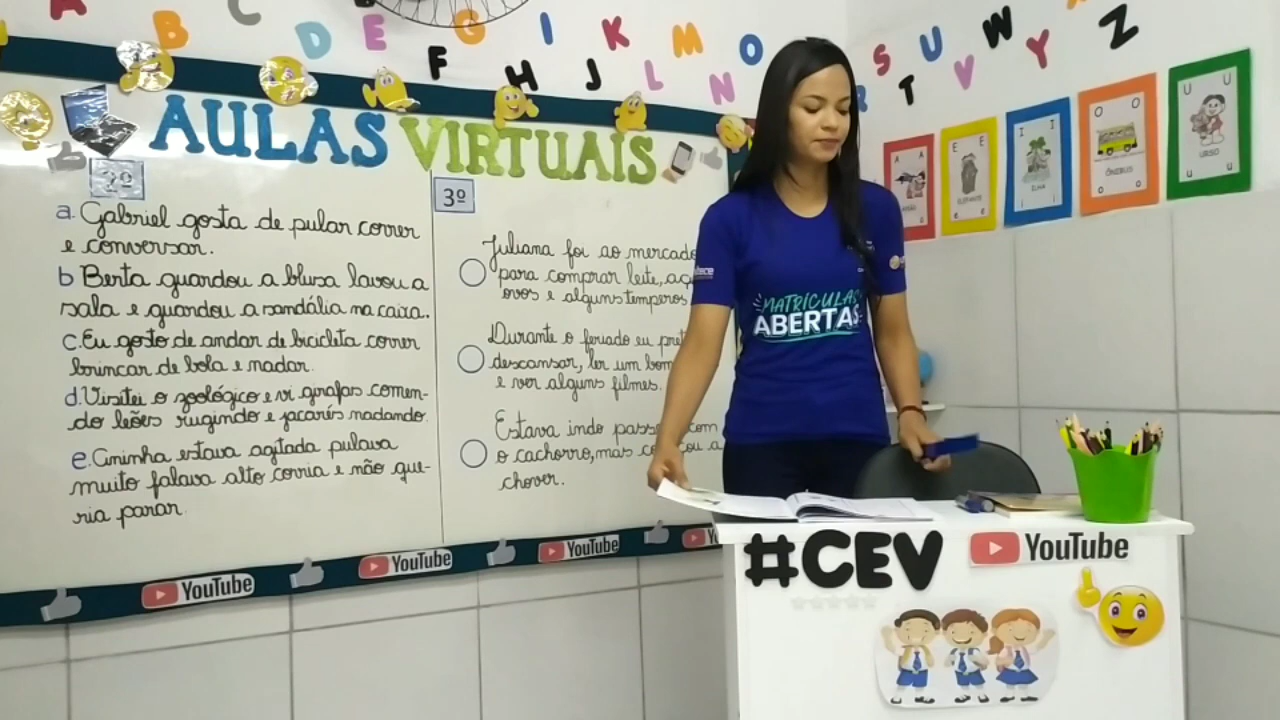 A B C D E F G H I J K L M N O
R S T U V W Y Z
AULAS VIRTUAIS
2º
a. Gabriel gosta de pular correr
e conversar.
b Berta guardou a blusa lavou a
sala e guardou a sandália na caixa.
c. Eu gosto de andar de bicicleta correr
brincar de bola e nadar.
d. Visitei o zoológico e vi girafas comen-
do leões rugindo e jacarés nadando.
e. Aninha estava agitada pulava
muito falava alto corria e não que-
ria parar.
3º
Juliana foi ao mercado
para comprar leite,
ovos e alguns temperos
Durante o feriado eu
descansar, ler um
e ver alguns filmes.
Estava indo com
o cachorro, mas a
chover.
MATRÍCULAS
ABERTAS
A A
E E
ELEFANTE
I I
ILHA
O O
ÔNIBUS
U U
URSO
U u
YouTube
YouTube
YouTube
#CEV
YouTube